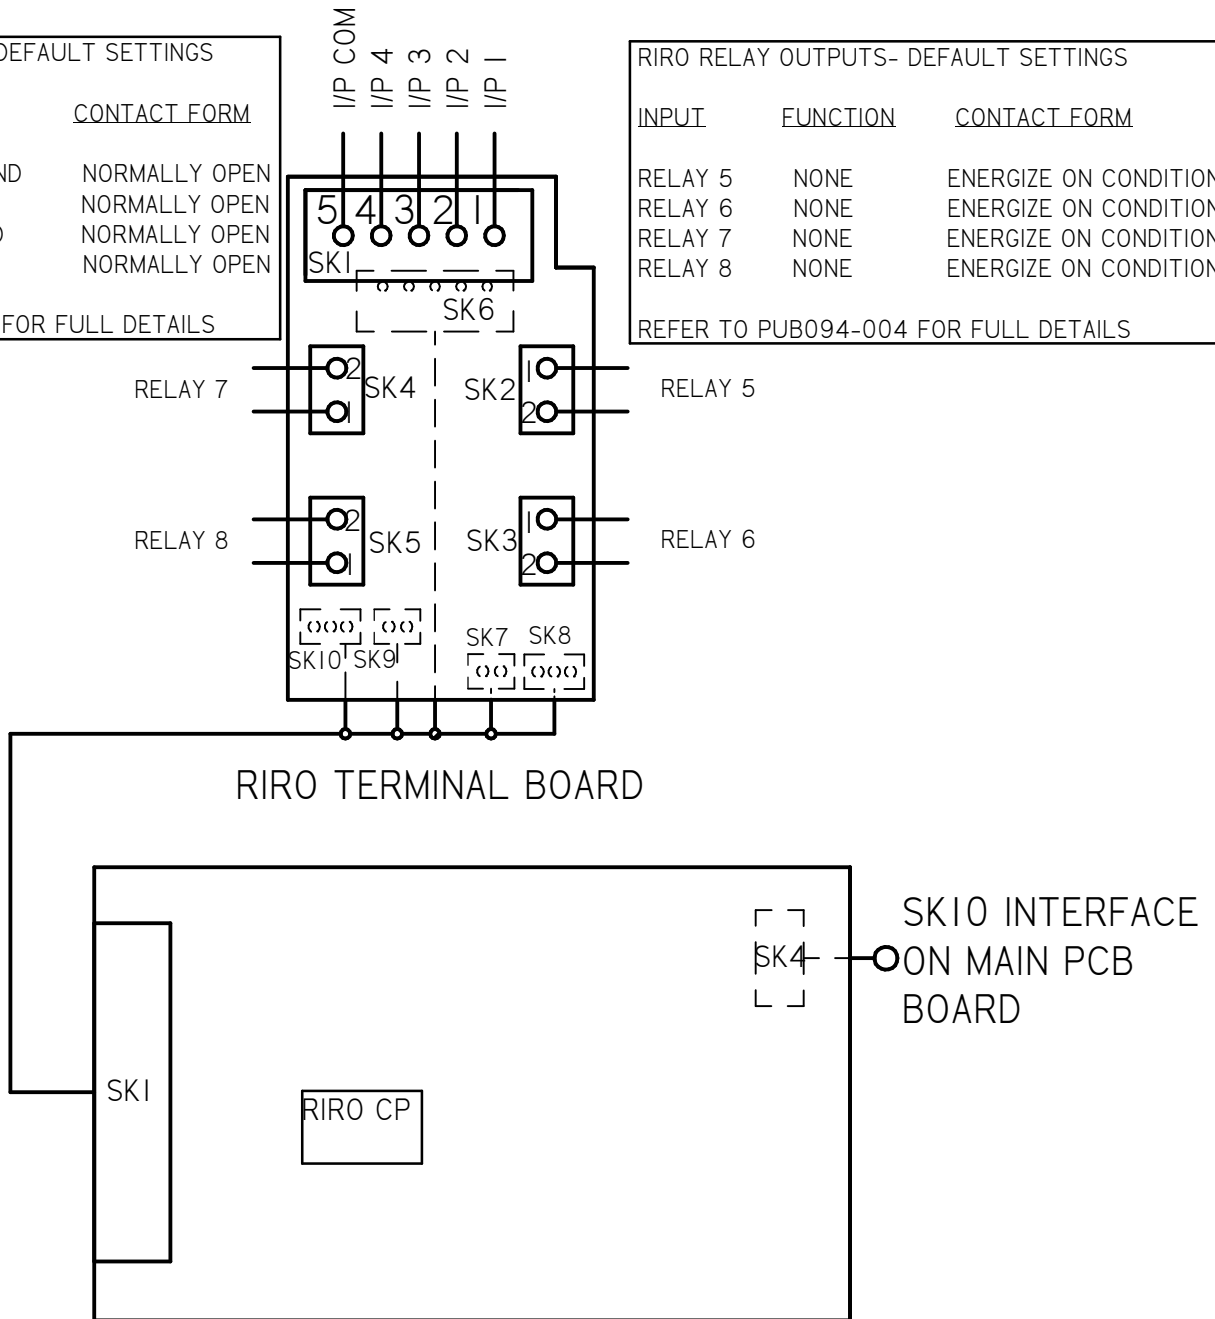 DEFAULT SETTINGS
CONTACT FORM
NORMALLY OPEN
NORMALLY OPEN
NORMALLY OPEN
NORMALLY OPEN
FOR FULL DETAILS
I/P COM
I/P 4
I/P 3
I/P 2
I/P 1
RIRO RELAY OUTPUTS- DEFAULT SETTINGS
INPUT FUNCTION CONTACT FORM
RELAY 5 NONE ENERGIZE ON CONDITION
RELAY 6 NONE ENERGIZE ON CONDITION
RELAY 7 NONE ENERGIZE ON CONDITION
RELAY 8 NONE ENERGIZE ON CONDITION
REFER TO PUB094-004 FOR FULL DETAILS
5 4 3 2 1
SK1
SK6
RELAY 7
2
1
SK4
SK2
1
2
RELAY 5
RELAY 8
2
1
SK5
SK3
1
2
RELAY 6
SK10
SK9
SK7
SK8
RIRO TERMINAL BOARD
SK1
RIRO CP
SK4
SK10 INTERFACE
ON MAIN PCB
BOARD